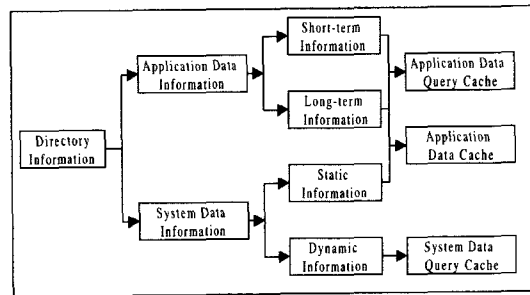 Directory
Information
Application Data
Information
System Data
Information
Short-term
Information
Long-term
Information
Static
Information
Dynamic
Information
Application Data
Query Cache
Application
Data Cache
System Data
Query Cache